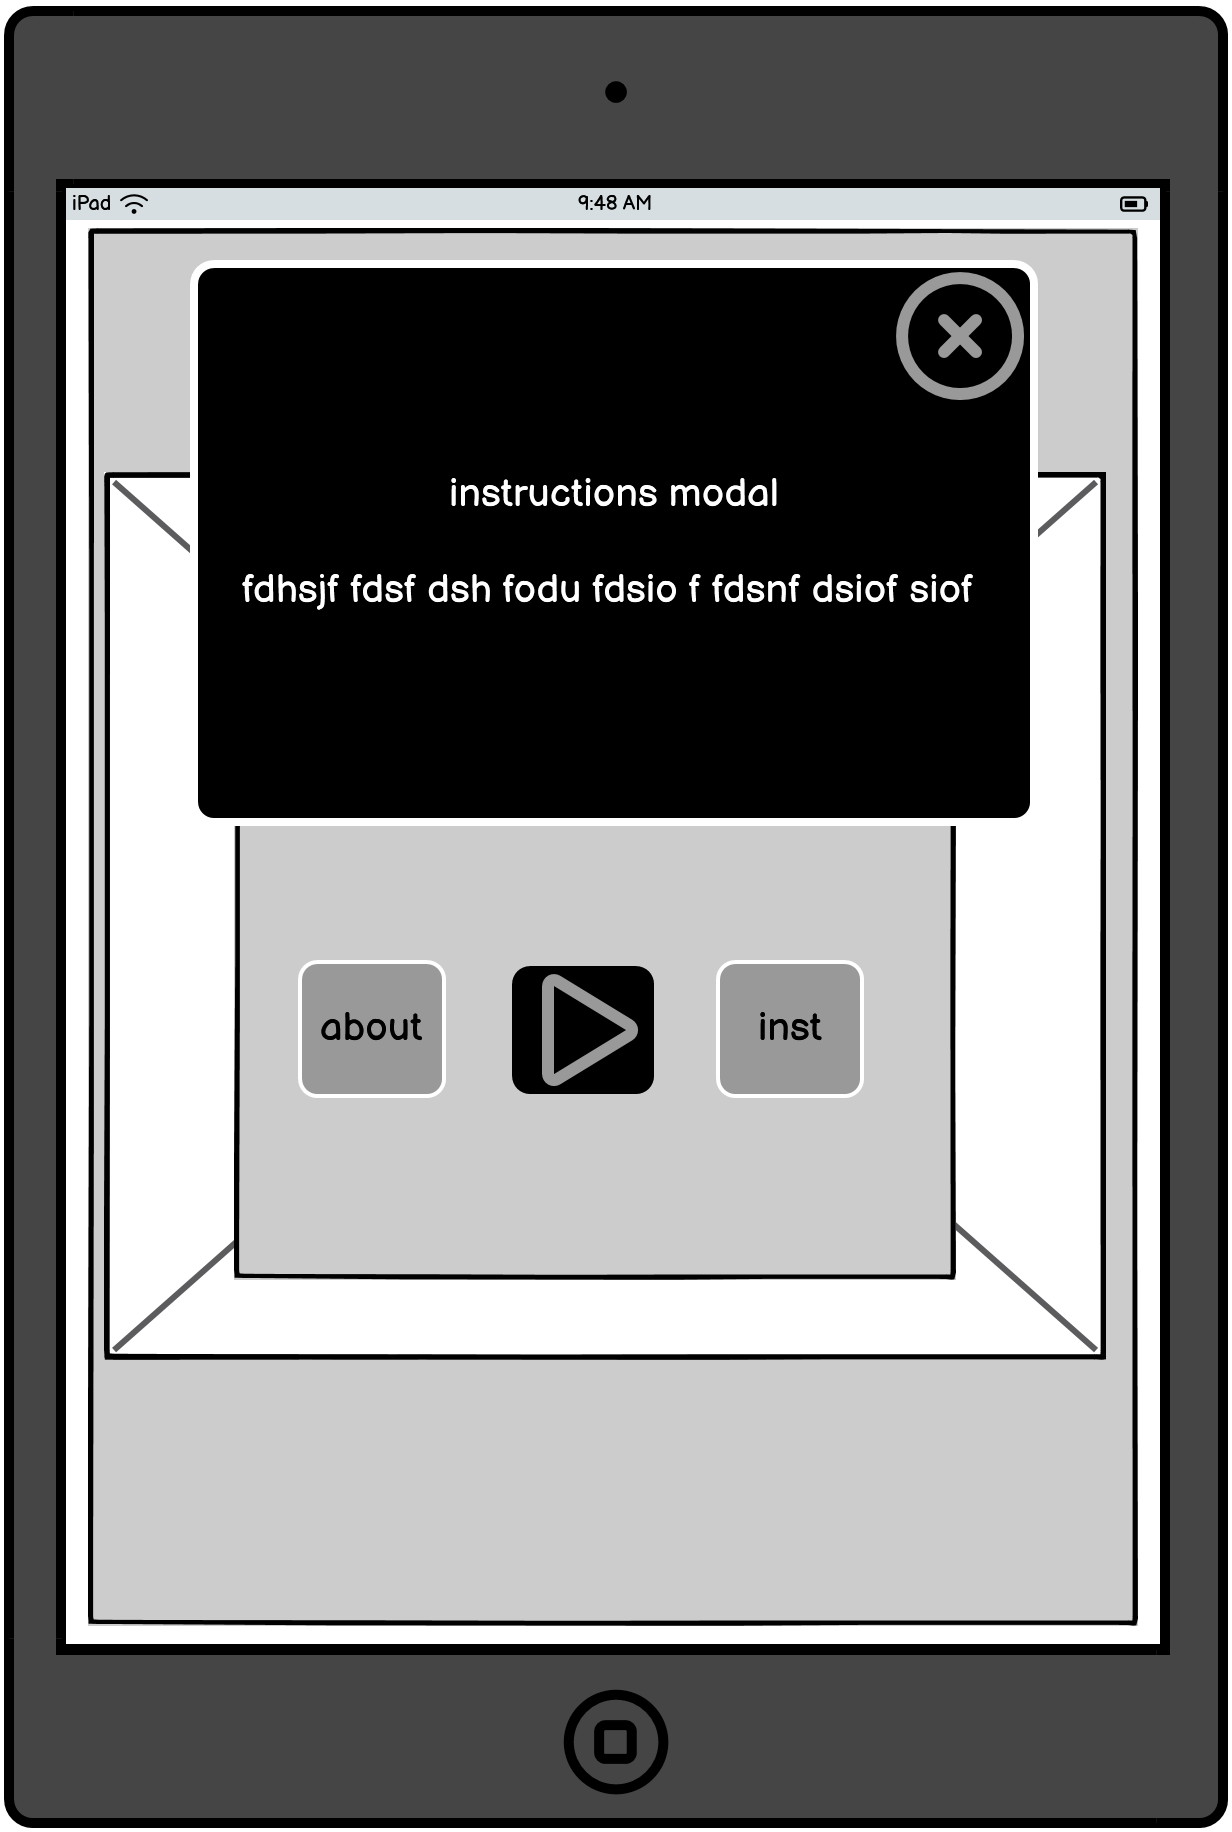 iPad 9:48 AM
instructions modal
fdhsjf fdsf dsh fodu fdsio f fdsnf dsiof siof
about inst